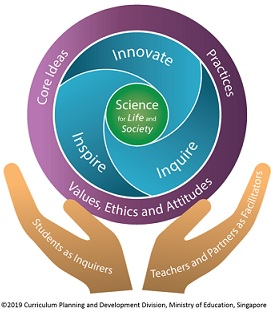 Core Ideas
Practices
Values, Ethics and Attitudes
Innovate
Inspire
Inquire
Science
for Life and
Society
Students as Inquirers
Teachers and Partners as Facilitators
©2019 Curriculum Planning and Development Division, Ministry of Education, Singapore